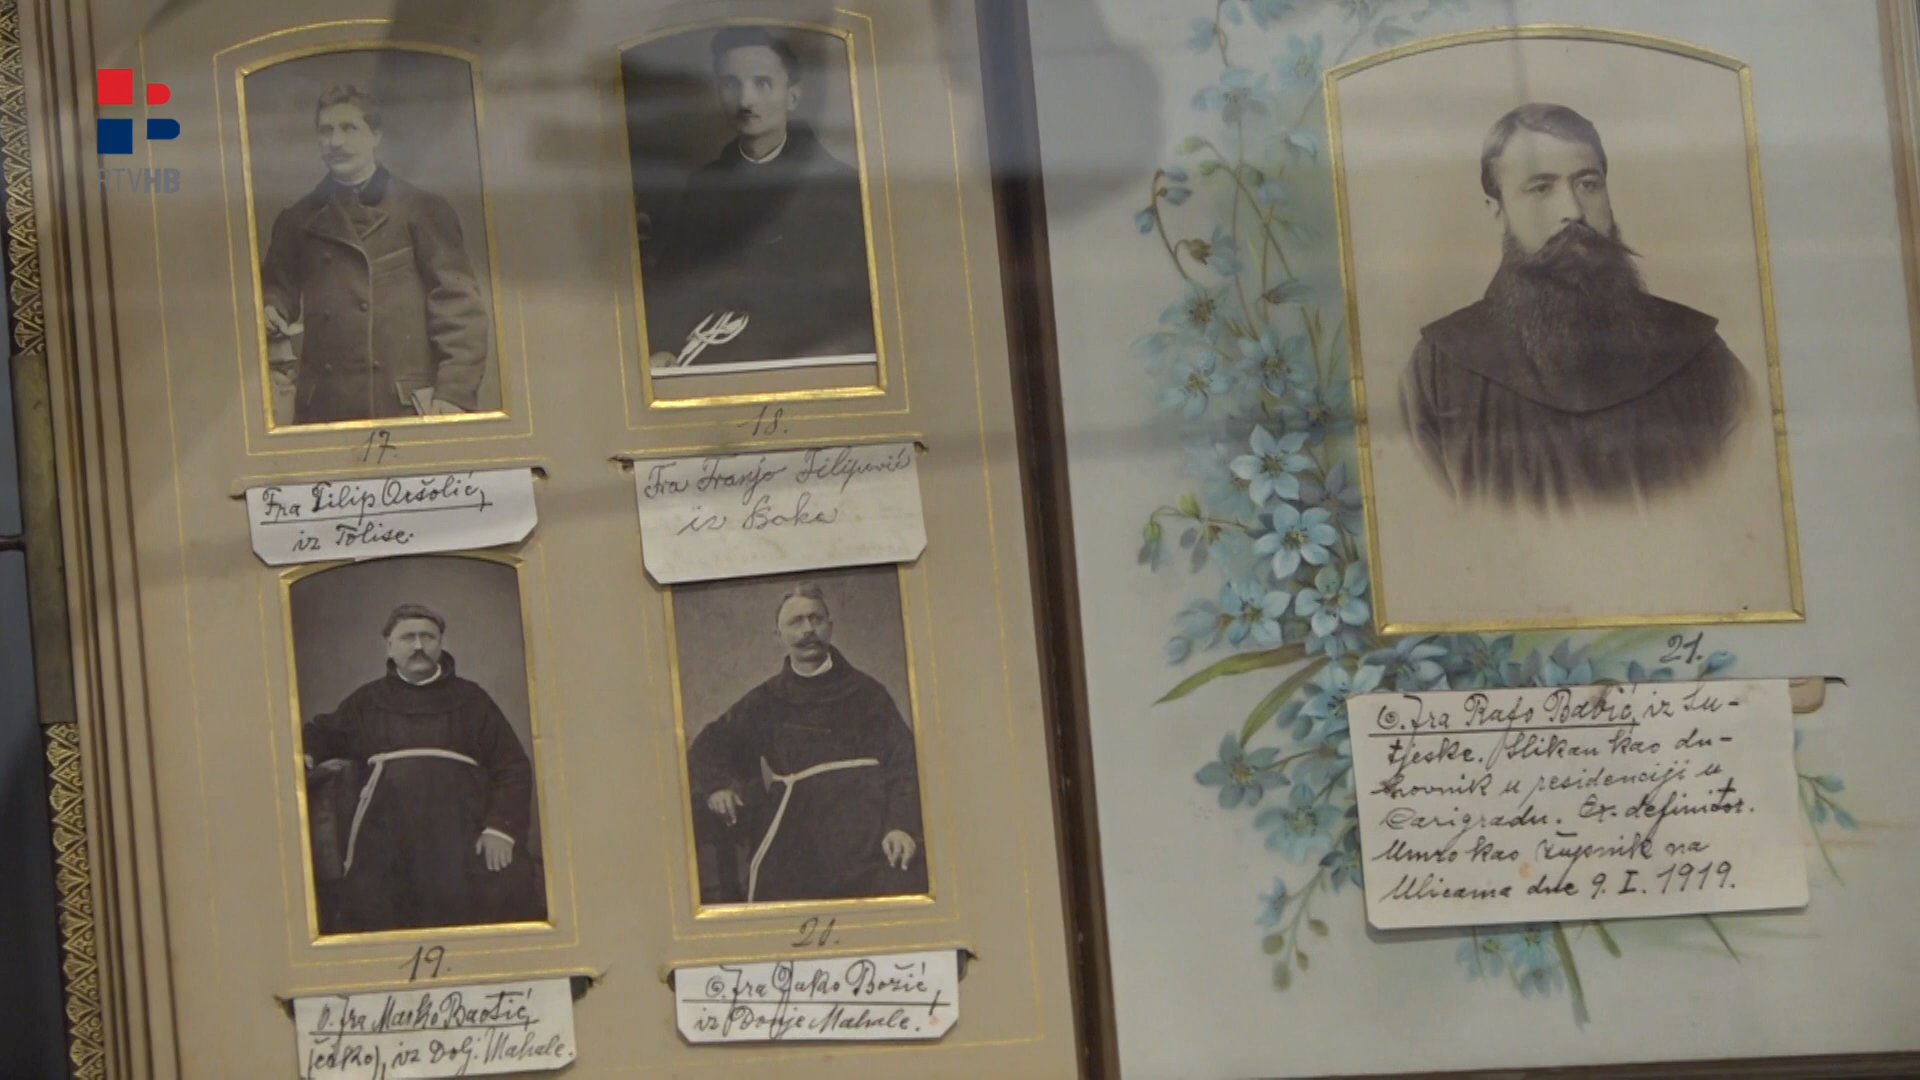 RTVHB
17.
Fra Filip Oršolić,
iz Tolise.
18.
Fra Franjo Filipović
iz Boka
19.
O. Fra Marko Baotić,
iz Dolj. Mahale.
20.
O. Fra Jako Božić,
iz Donje Mahale.
21.
O. Fra Rafo Babić, iz Su-
tjeske. Slikan kao du-
hovnik u residenciji u
Carigradu. Ex-definitor.
Umro kao župnik na
Ulicama dne 9. I. 1919.